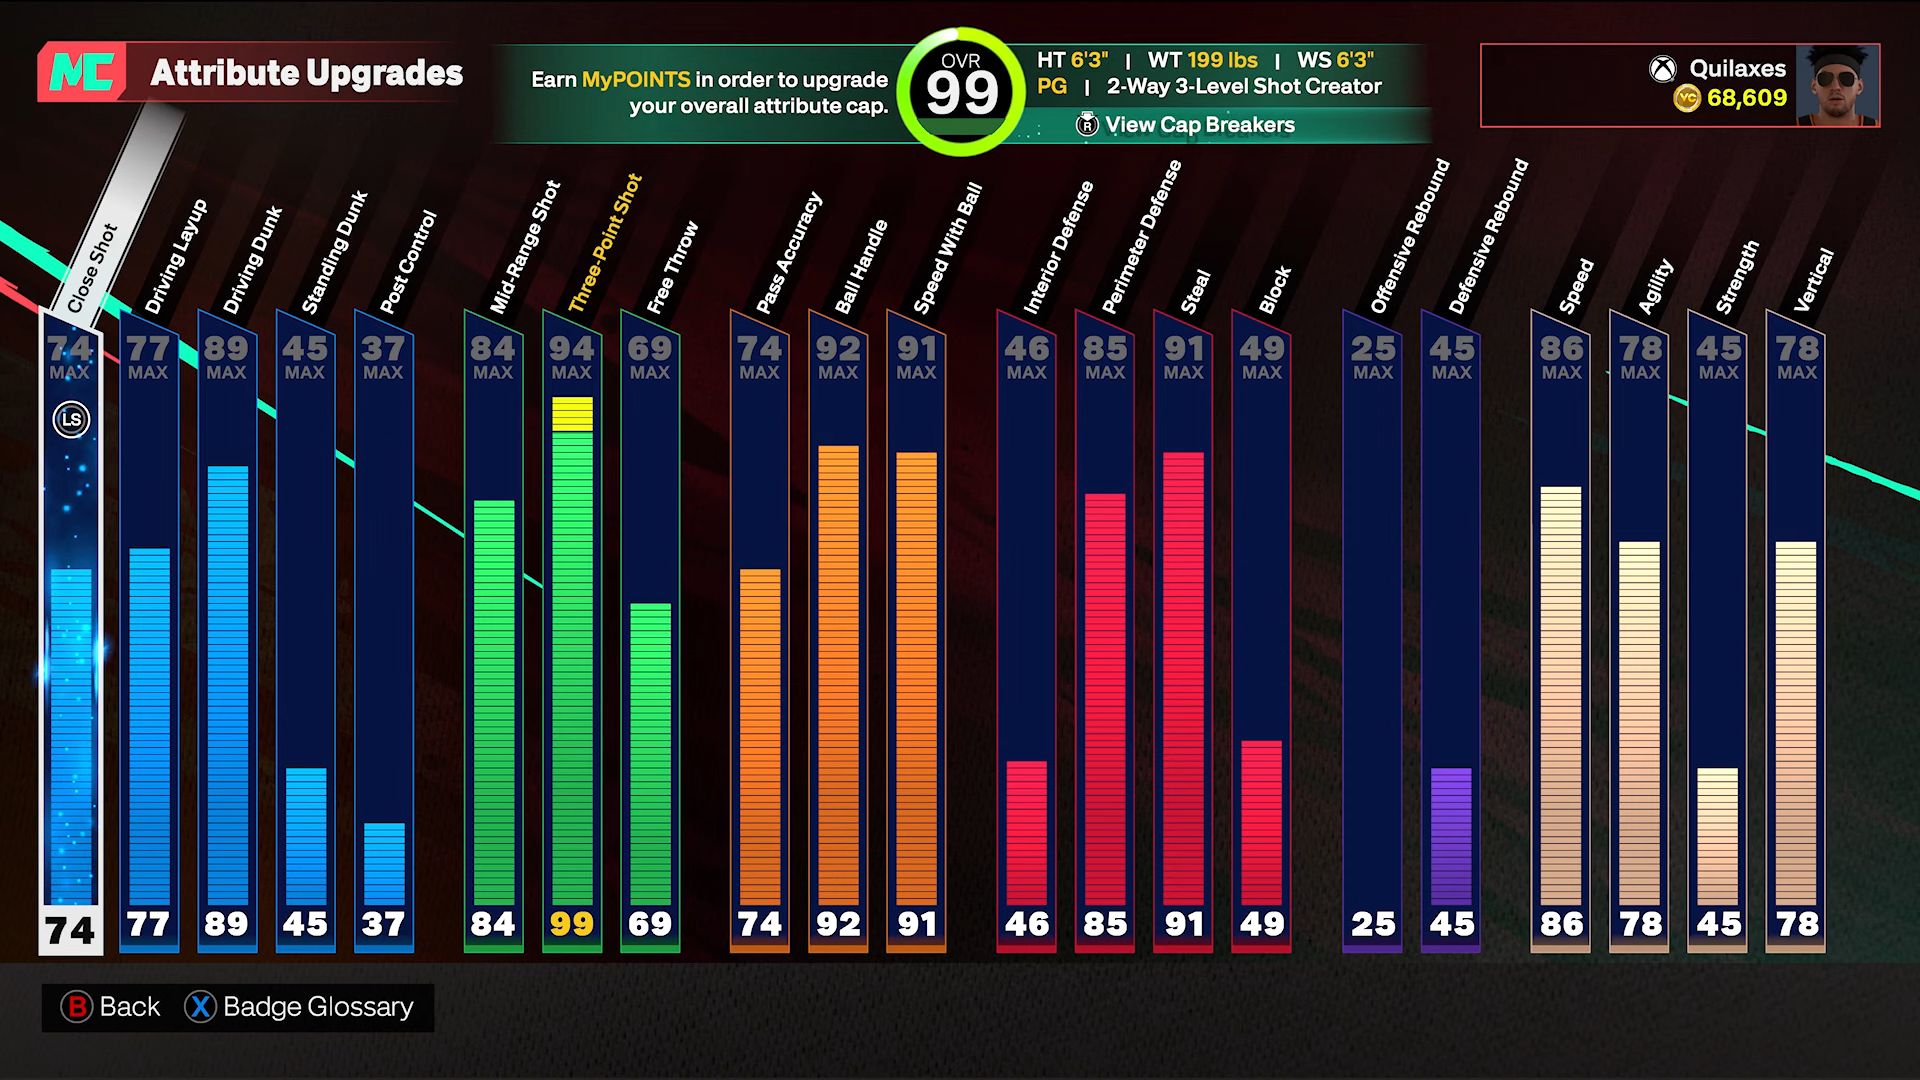 MC
Attribute Upgrades
Earn MyPOINTS in order to upgrade
your overall attribute cap.
OVR
99
HT 6'3" | WT 199 lbs | WS 6'3"
PG | 2-Way 3-Level Shot Creator
R View Cap Breakers
Quilaxes
VC 68,609
Close Shot
Driving Layup
Driving Dunk
Standing Dunk
Post Control
Mid-Range Shot
Three-Point Shot
Free Throw
Pass Accuracy
Ball Handle
Speed With Ball
Interior Defense
Perimeter Defense
Steal
Block
Offensive Rebound
Defensive Rebound
Speed
Agility
Strength
Vertical
74 77 89 45 37 84 94 69 74 92 91 46 85 91 49 25 45 86 78 45 78
MAX MAX MAX MAX MAX MAX MAX MAX MAX MAX MAX MAX MAX MAX MAX MAX MAX MAX MAX MAX MAX
LS
74 77 89 45 37 84 99 69 74 92 91 46 85 91 49 25 45 86 78 45 78
B Back X Badge Glossary